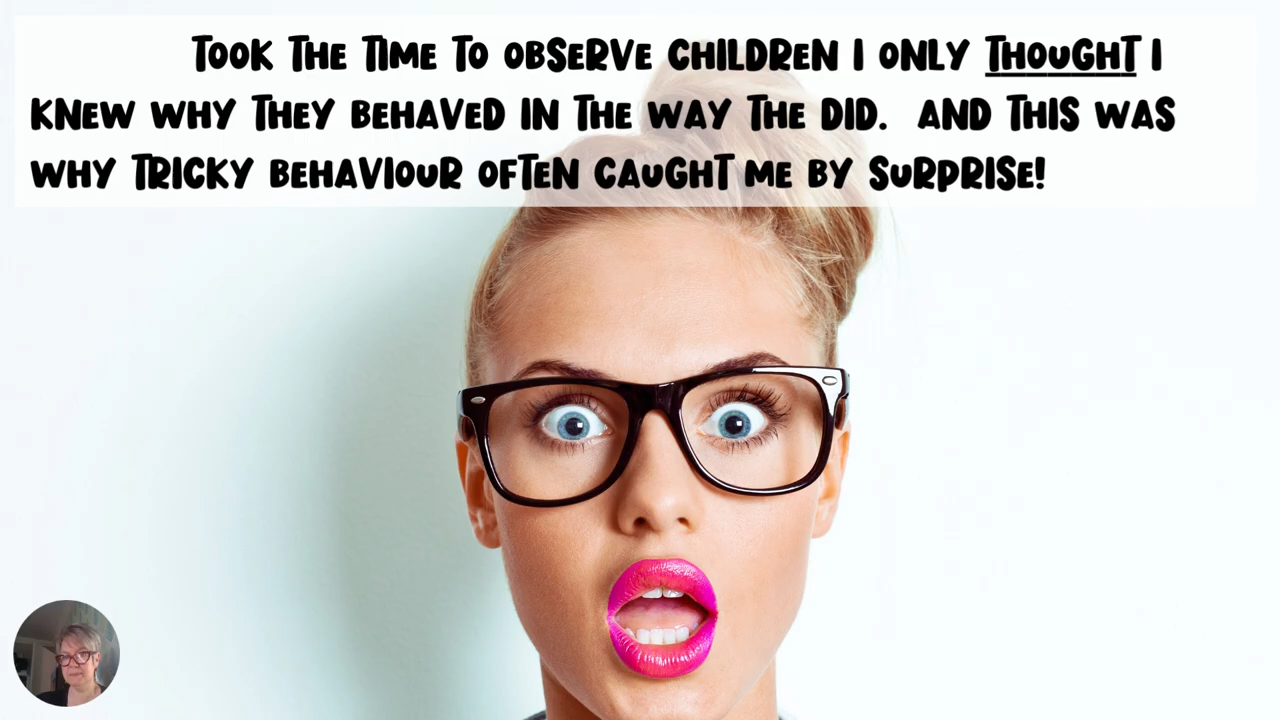 TOOK THE TIME TO OBSERVE CHILDREN I ONLY THOUGHT I
KNEW WHY THEY BEHAVED IN THE WAY THE DID. AND THIS WAS
WHY TRICKY BEHAVIOUR OFTEN CAUGHT ME BY SURPRISE!